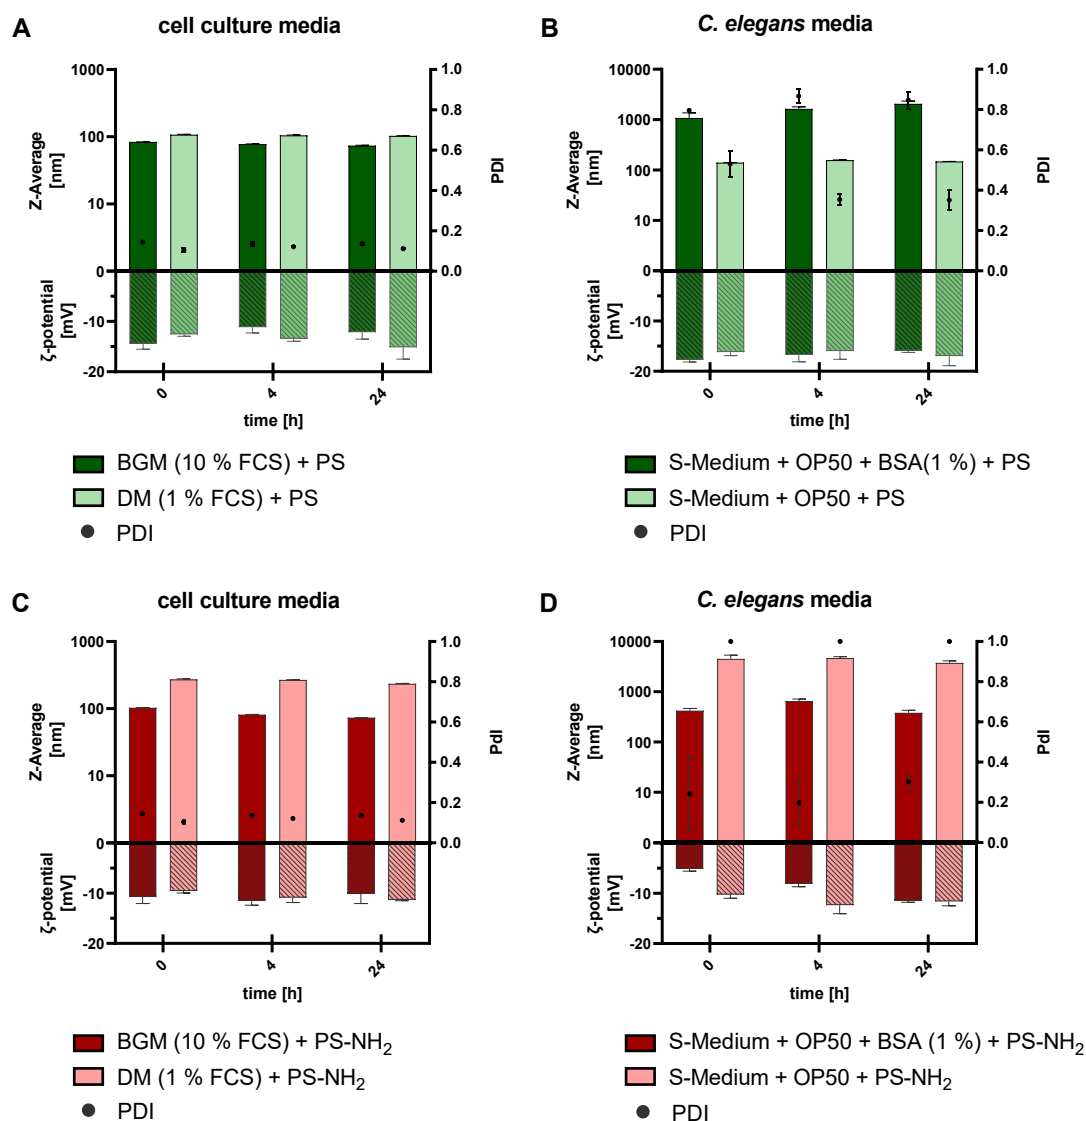 A
cell culture media
1000
100
10
0
-10
-20
Z-Average
[nm]
ζ-potential
[mV]
1.0
0.8
0.6
0.4
0.2
0.0
PDI
0
4
24
time [h]
BGM (10 % FCS) + PS
DM (1 % FCS) + PS
PDI
B
C. elegans media
10000
1000
100
10
0
-10
-20
Z-Average
[nm]
ζ-potential
[mV]
1.0
0.8
0.6
0.4
0.2
0.0
PDI
0
4
24
time [h]
S-Medium + OP50 + BSA(1 %) + PS
S-Medium + OP50 + PS
PDI
C
cell culture media
1000
100
10
0
-10
-20
Z-Average
[nm]
ζ-potential
[mV]
1.0
0.8
0.6
0.4
0.2
0.0
PdI
0
4
24
time [h]
BGM (10 % FCS) + PS-NH₂
DM (1 % FCS) + PS-NH₂
PDI
D
C. elegans media
10000
1000
100
10
0
-10
-20
Z-Average
[nm]
ζ-potential
[mV]
1.0
0.8
0.6
0.4
0.2
0.0
PdI
0
4
24
time [h]
S-Medium + OP50 + BSA (1 %) + PS-NH₂
S-Medium + OP50 + PS-NH₂
PDI